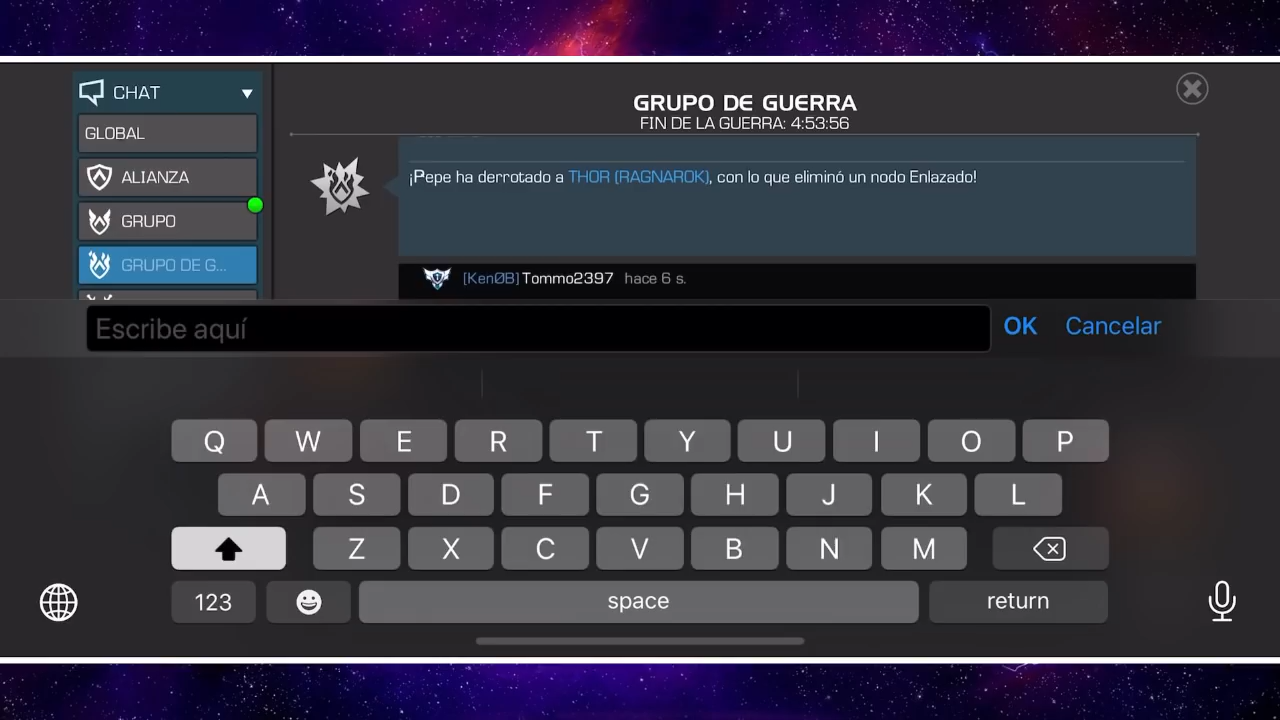 CHAT
GLOBAL
ALIANZA
GRUPO
GRUPO DE G...
GRUPO DE GUERRA
FIN DE LA GUERRA: 4:53:56
¡Pepe ha derrotado a THOR (RAGNAROK), con lo que eliminó un nodo Enlazado!
[KenØB] Tommo2397 hace 6 s.
Escribe aquí
OK Cancelar
Q W E R T Y U I O P
A S D F G H J K L
Z X C V B N M
123 space return